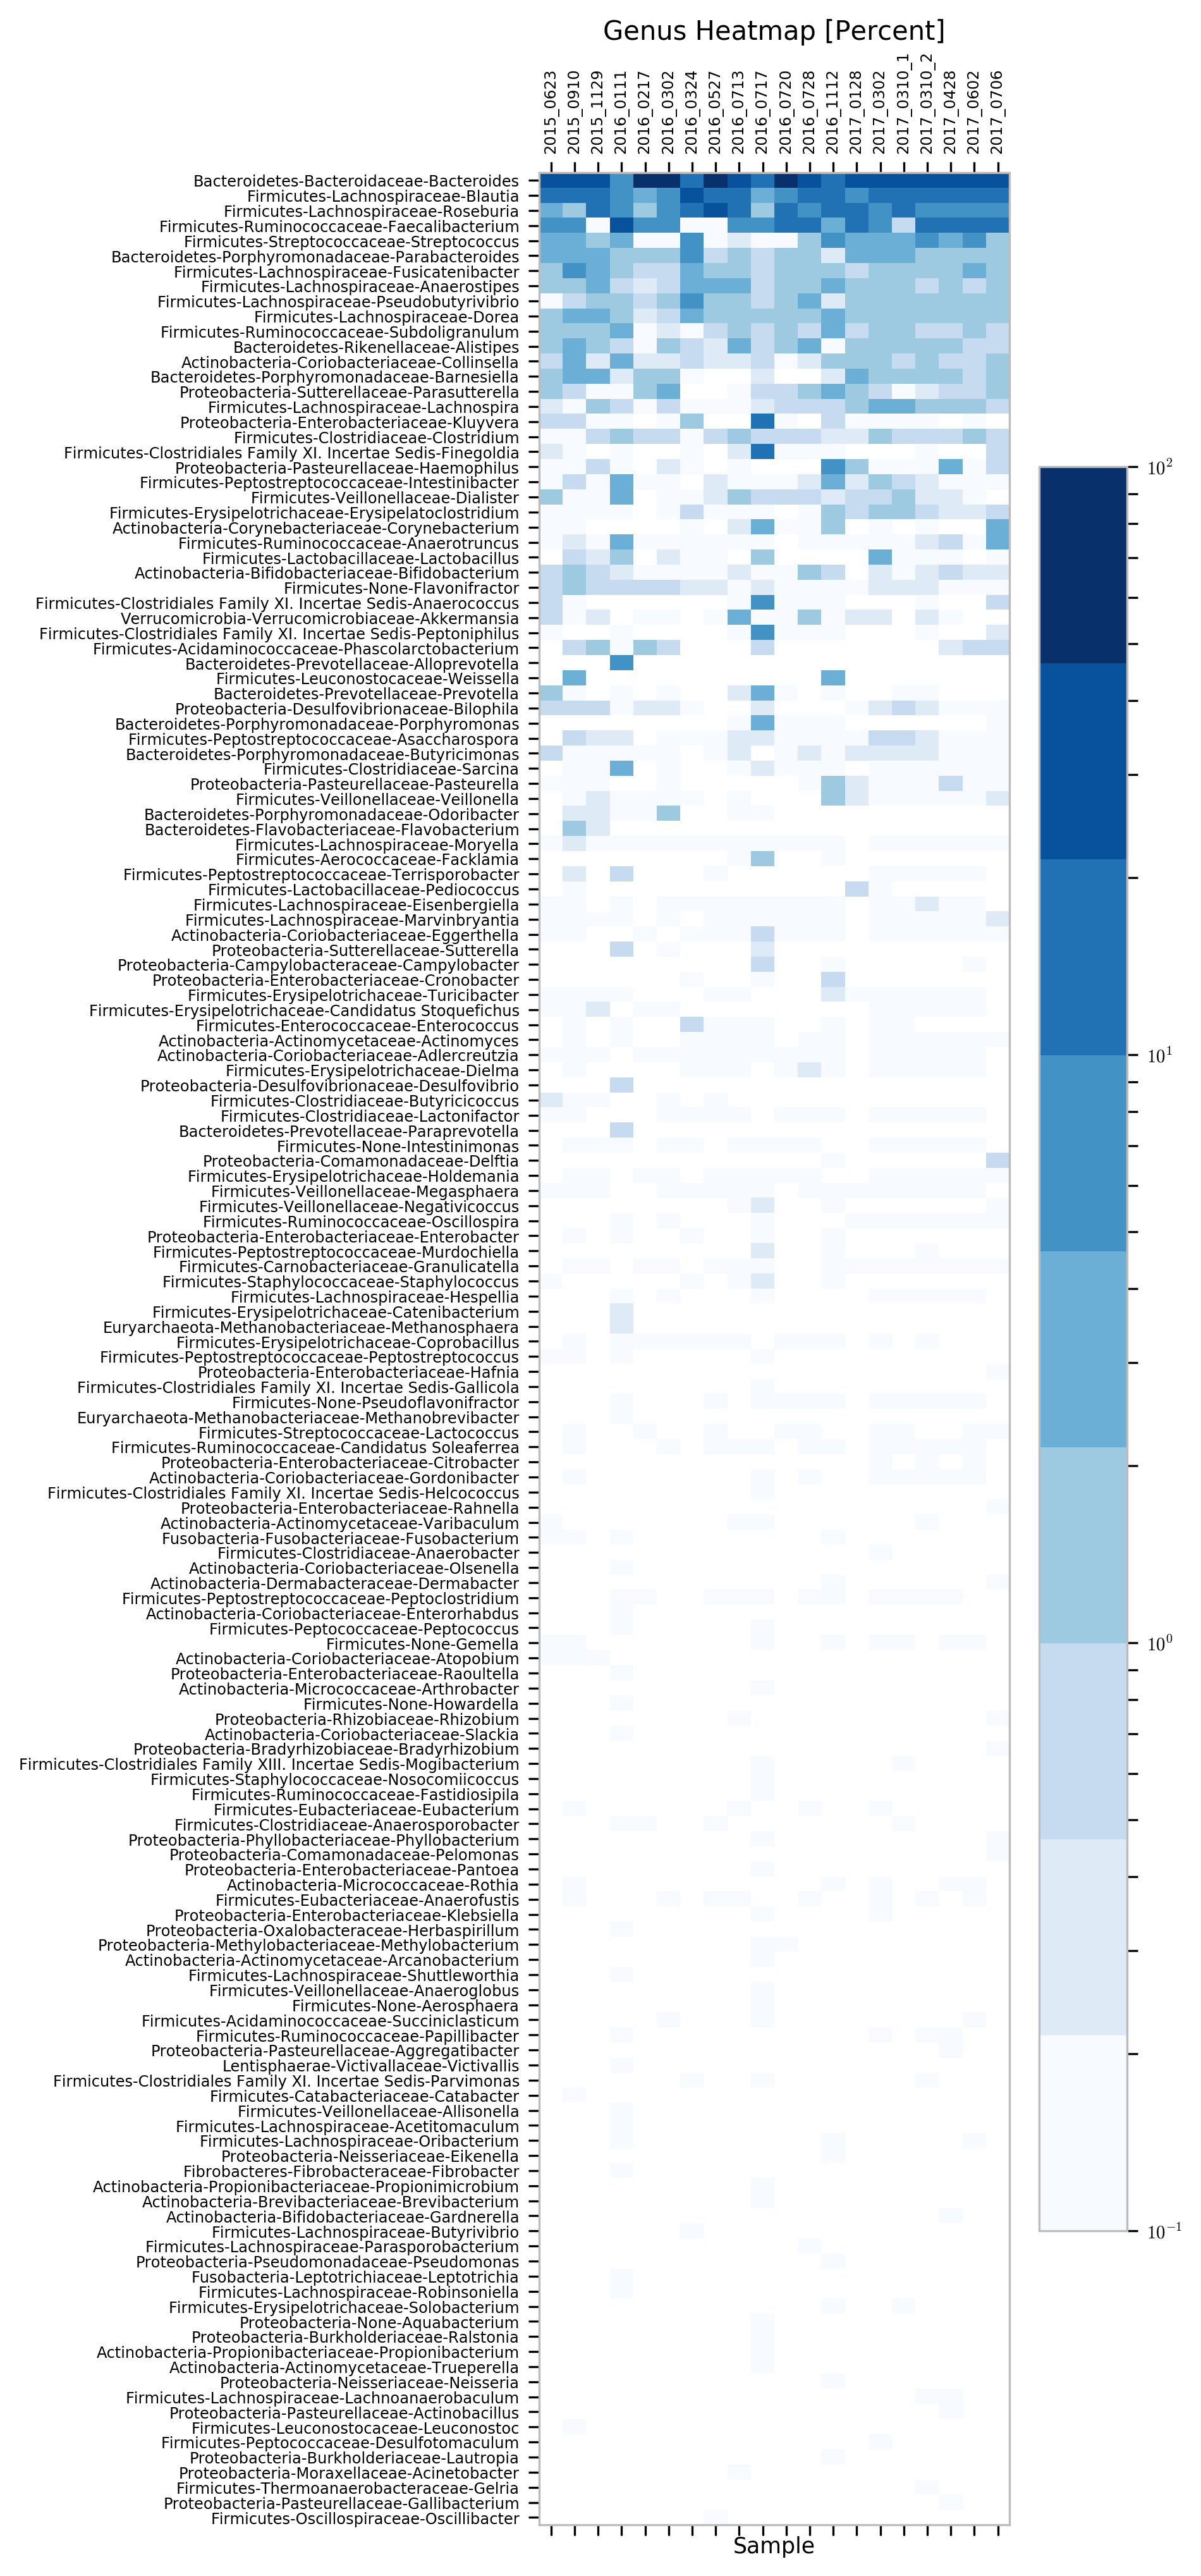 Genus Heatmap [Percent]
2015_0623
2015_0910
2015_1129
2016_0111
2016_0217
2016_0302
2016_0324
2016_0527
2016_0713
2016_0717
2016_0720
2016_0728
2016_1112
2017_0128
2017_0302
2017_0310_1
2017_0310_2
2017_0428
2017_0602
2017_0706
Bacteroidetes-Bacteroidaceae-Bacteroides
Firmicutes-Lachnospiraceae-Blautia
Firmicutes-Lachnospiraceae-Roseburia
Firmicutes-Ruminococcaceae-Faecalibacterium
Firmicutes-Streptococcaceae-Streptococcus
Bacteroidetes-Porphyromonadaceae-Parabacteroides
Firmicutes-Lachnospiraceae-Fusicatenibacter
Firmicutes-Lachnospiraceae-Anaerostipes
Firmicutes-Lachnospiraceae-Pseudobutyrivibrio
Firmicutes-Lachnospiraceae-Dorea
Firmicutes-Ruminococcaceae-Subdoligranulum
Bacteroidetes-Rikenellaceae-Alistipes
Actinobacteria-Coriobacteriaceae-Collinsella
Bacteroidetes-Porphyromonadaceae-Barnesiella
Proteobacteria-Sutterellaceae-Parasutterella
Firmicutes-Lachnospiraceae-Lachnospira
Proteobacteria-Enterobacteriaceae-Kluyvera
Firmicutes-Clostridiaceae-Clostridium
Firmicutes-Clostridiales Family XI. Incertae Sedis-Finegoldia
Proteobacteria-Pasteurellaceae-Haemophilus
Firmicutes-Peptostreptococcaceae-Intestinibacter
Firmicutes-Veillonellaceae-Dialister
Firmicutes-Erysipelotrichaceae-Erysipelatoclostridium
Actinobacteria-Corynebacteriaceae-Corynebacterium
Firmicutes-Ruminococcaceae-Anaerotruncus
Firmicutes-Lactobacillaceae-Lactobacillus
Actinobacteria-Bifidobacteriaceae-Bifidobacterium
Firmicutes-None-Flavonifractor
Firmicutes-Clostridiales Family XI. Incertae Sedis-Anaerococcus
Verrucomicrobia-Verrucomicrobiaceae-Akkermansia
Firmicutes-Clostridiales Family XI. Incertae Sedis-Peptoniphilus
Firmicutes-Acidaminococcaceae-Phascolarctobacterium
Bacteroidetes-Prevotellaceae-Alloprevotella
Firmicutes-Leuconostocaceae-Weissella
Bacteroidetes-Prevotellaceae-Prevotella
Proteobacteria-Desulfovibrionaceae-Bilophila
Bacteroidetes-Porphyromonadaceae-Porphyromonas
Firmicutes-Peptostreptococcaceae-Asaccharospora
Bacteroidetes-Porphyromonadaceae-Butyricimonas
Firmicutes-Clostridiaceae-Sarcina
Proteobacteria-Pasteurellaceae-Pasteurella
Firmicutes-Veillonellaceae-Veillonella
Bacteroidetes-Porphyromonadaceae-Odoribacter
Bacteroidetes-Flavobacteriaceae-Flavobacterium
Firmicutes-Lachnospiraceae-Moryella
Firmicutes-Aerococcaceae-Facklamia
Firmicutes-Peptostreptococcaceae-Terrisporobacter
Firmicutes-Lactobacillaceae-Pediococcus
Firmicutes-Lachnospiraceae-Eisenbergiella
Firmicutes-Lachnospiraceae-Marvinbryantia
Actinobacteria-Coriobacteriaceae-Eggerthella
Proteobacteria-Sutterellaceae-Sutterella
Proteobacteria-Campylobacteraceae-Campylobacter
Proteobacteria-Enterobacteriaceae-Cronobacter
Firmicutes-Erysipelotrichaceae-Turicibacter
Firmicutes-Erysipelotrichaceae-Candidatus Stoquefichus
Firmicutes-Enterococcaceae-Enterococcus
Actinobacteria-Actinomycetaceae-Actinomyces
Actinobacteria-Coriobacteriaceae-Adlercreutzia
Firmicutes-Erysipelotrichaceae-Dielma
Proteobacteria-Desulfovibrionaceae-Desulfovibrio
Firmicutes-Clostridiaceae-Butyricicoccus
Firmicutes-Clostridiaceae-Lactonifactor
Bacteroidetes-Prevotellaceae-Paraprevotella
Firmicutes-None-Intestinimonas
Proteobacteria-Comamonadaceae-Delftia
Firmicutes-Erysipelotrichaceae-Holdemania
Firmicutes-Veillonellaceae-Megasphaera
Firmicutes-Veillonellaceae-Negativicoccus
Firmicutes-Ruminococcaceae-Oscillospira
Proteobacteria-Enterobacteriaceae-Enterobacter
Firmicutes-Peptostreptococcaceae-Murdochiella
Firmicutes-Carnobacteriaceae-Granulicatella
Firmicutes-Staphylococcaceae-Staphylococcus
Firmicutes-Lachnospiraceae-Hespellia
Firmicutes-Erysipelotrichaceae-Catenibacterium
Euryarchaeota-Methanobacteriaceae-Methanosphaera
Firmicutes-Erysipelotrichaceae-Coprobacillus
Firmicutes-Peptostreptococcaceae-Peptostreptococcus
Proteobacteria-Enterobacteriaceae-Hafnia
Firmicutes-Clostridiales Family XI. Incertae Sedis-Gallicola
Firmicutes-None-Pseudoflavonifractor
Euryarchaeota-Methanobacteriaceae-Methanobrevibacter
Firmicutes-Streptococcaceae-Lactococcus
Firmicutes-Ruminococcaceae-Candidatus Soleaferrea
Proteobacteria-Enterobacteriaceae-Citrobacter
Actinobacteria-Coriobacteriaceae-Gordonibacter
Firmicutes-Clostridiales Family XI. Incertae Sedis-Helcococcus
Proteobacteria-Enterobacteriaceae-Rahnella
Actinobacteria-Actinomycetaceae-Varibaculum
Fusobacteria-Fusobacteriaceae-Fusobacterium
Firmicutes-Clostridiaceae-Anaerobacter
Actinobacteria-Coriobacteriaceae-Olsenella
Actinobacteria-Dermabacteraceae-Dermabacter
Firmicutes-Peptostreptococcaceae-Peptoclostridium
Actinobacteria-Coriobacteriaceae-Enterorhabdus
Firmicutes-Peptococcaceae-Peptococcus
Firmicutes-None-Gemella
Actinobacteria-Coriobacteriaceae-Atopobium
Proteobacteria-Enterobacteriaceae-Raoultella
Actinobacteria-Micrococcaceae-Arthrobacter
Firmicutes-None-Howardella
Proteobacteria-Rhizobiaceae-Rhizobium
Actinobacteria-Coriobacteriaceae-Slackia
Proteobacteria-Bradyrhizobiaceae-Bradyrhizobium
Firmicutes-Clostridiales Family XIII. Incertae Sedis-Mogibacterium
Firmicutes-Staphylococcaceae-Nosocomiicoccus
Firmicutes-Ruminococcaceae-Fastidiosipila
Firmicutes-Eubacteriaceae-Eubacterium
Firmicutes-Clostridiaceae-Anaerosporobacter
Proteobacteria-Phyllobacteriaceae-Phyllobacterium
Proteobacteria-Comamonadaceae-Pelomonas
Proteobacteria-Enterobacteriaceae-Pantoea
Actinobacteria-Micrococcaceae-Rothia
Firmicutes-Eubacteriaceae-Anaerofustis
Proteobacteria-Enterobacteriaceae-Klebsiella
Proteobacteria-Oxalobacteraceae-Herbaspirillum
Proteobacteria-Methylobacteriaceae-Methylobacterium
Actinobacteria-Actinomycetaceae-Arcanobacterium
Firmicutes-Lachnospiraceae-Shuttleworthia
Firmicutes-Veillonellaceae-Anaeroglobus
Firmicutes-None-Aerosphaera
Firmicutes-Acidaminococcaceae-Succiniclasticum
Firmicutes-Ruminococcaceae-Papillibacter
Proteobacteria-Pasteurellaceae-Aggregatibacter
Lentisphaerae-Victivallaceae-Victivallis
Firmicutes-Clostridiales Family XI. Incertae Sedis-Parvimonas
Firmicutes-Catabacteriaceae-Catabacter
Firmicutes-Veillonellaceae-Allisonella
Firmicutes-Lachnospiraceae-Acetitomaculum
Firmicutes-Lachnospiraceae-Oribacterium
Proteobacteria-Neisseriaceae-Eikenella
Fibrobacteres-Fibrobacteraceae-Fibrobacter
Actinobacteria-Propionibacteriaceae-Propionimicrobium
Actinobacteria-Brevibacteriaceae-Brevibacterium
Actinobacteria-Bifidobacteriaceae-Gardnerella
Firmicutes-Lachnospiraceae-Butyrivibrio
Firmicutes-Lachnospiraceae-Parasporobacterium
Proteobacteria-Pseudomonadaceae-Pseudomonas
Fusobacteria-Leptotrichiaceae-Leptotrichia
Firmicutes-Lachnospiraceae-Robinsoniella
Firmicutes-Erysipelotrichaceae-Solobacterium
Proteobacteria-None-Aquabacterium
Proteobacteria-Burkholderiaceae-Ralstonia
Actinobacteria-Propionibacteriaceae-Propionibacterium
Actinobacteria-Actinomycetaceae-Trueperella
Proteobacteria-Neisseriaceae-Neisseria
Firmicutes-Lachnospiraceae-Lachnoanaerobaculum
Proteobacteria-Pasteurellaceae-Actinobacillus
Firmicutes-Leuconostocaceae-Leuconostoc
Firmicutes-Peptococcaceae-Desulfotomaculum
Proteobacteria-Burkholderiaceae-Lautropia
Proteobacteria-Moraxellaceae-Acinetobacter
Firmicutes-Thermoanaerobacteraceae-Gelria
Proteobacteria-Pasteurellaceae-Gallibacterium
Firmicutes-Oscillospiraceae-Oscillibacter
Sample
10²
10¹
10⁰
10⁻¹